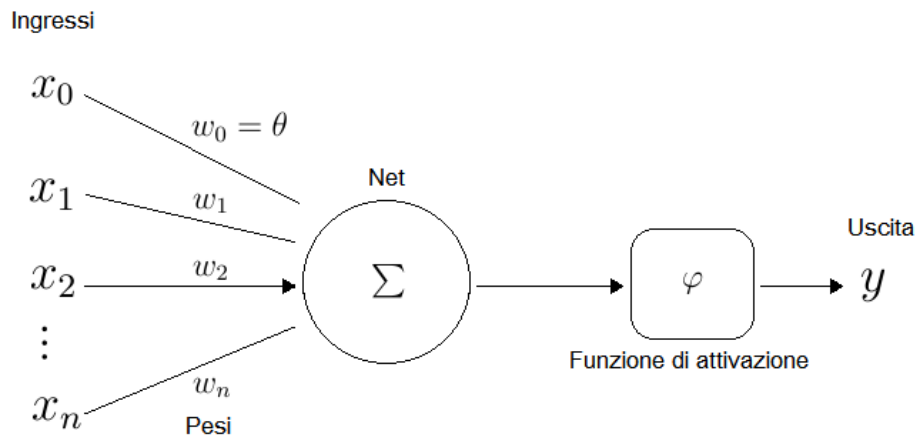 Ingressi
x₀
w₀ = θ
x₁
w₁
Net
x₂
w₂
∑
φ
Uscita
y
⋮
Funzione di attivazione
xₙ
wₙ
Pesi